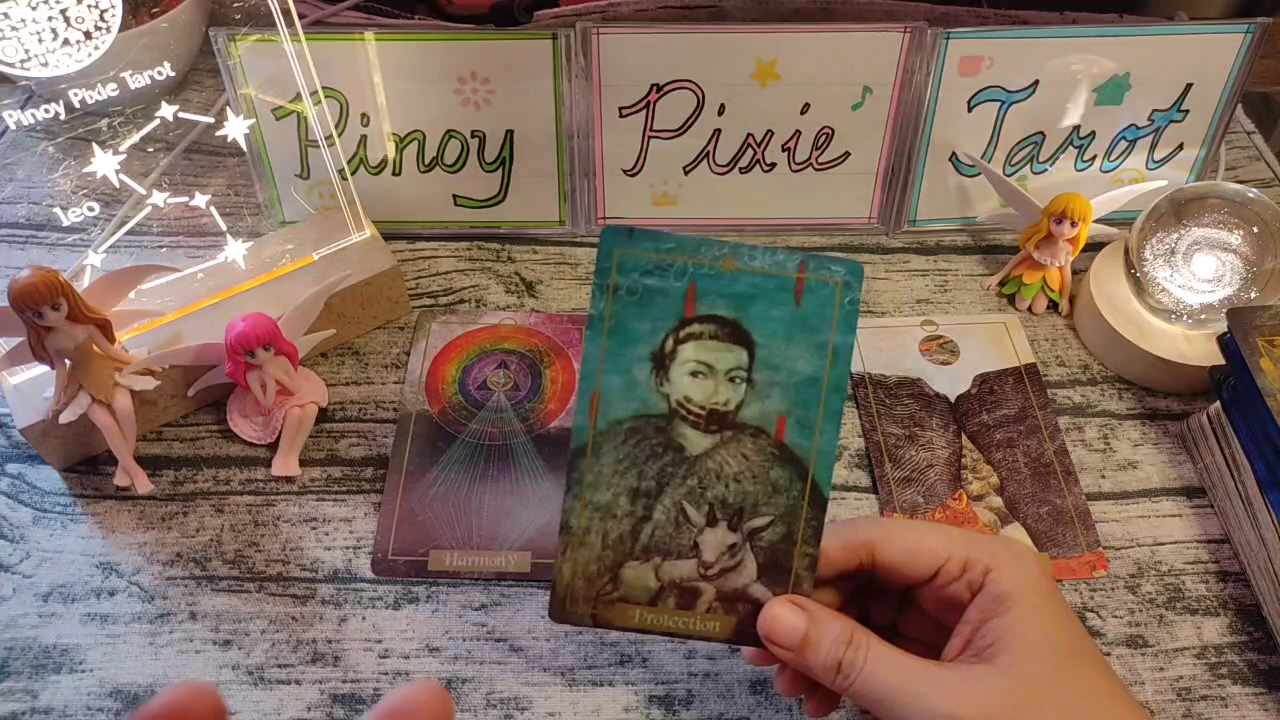 Pinoy Pixie Tarot
leo
Pinoy
Pixie
Tarot
Harmony
Protection